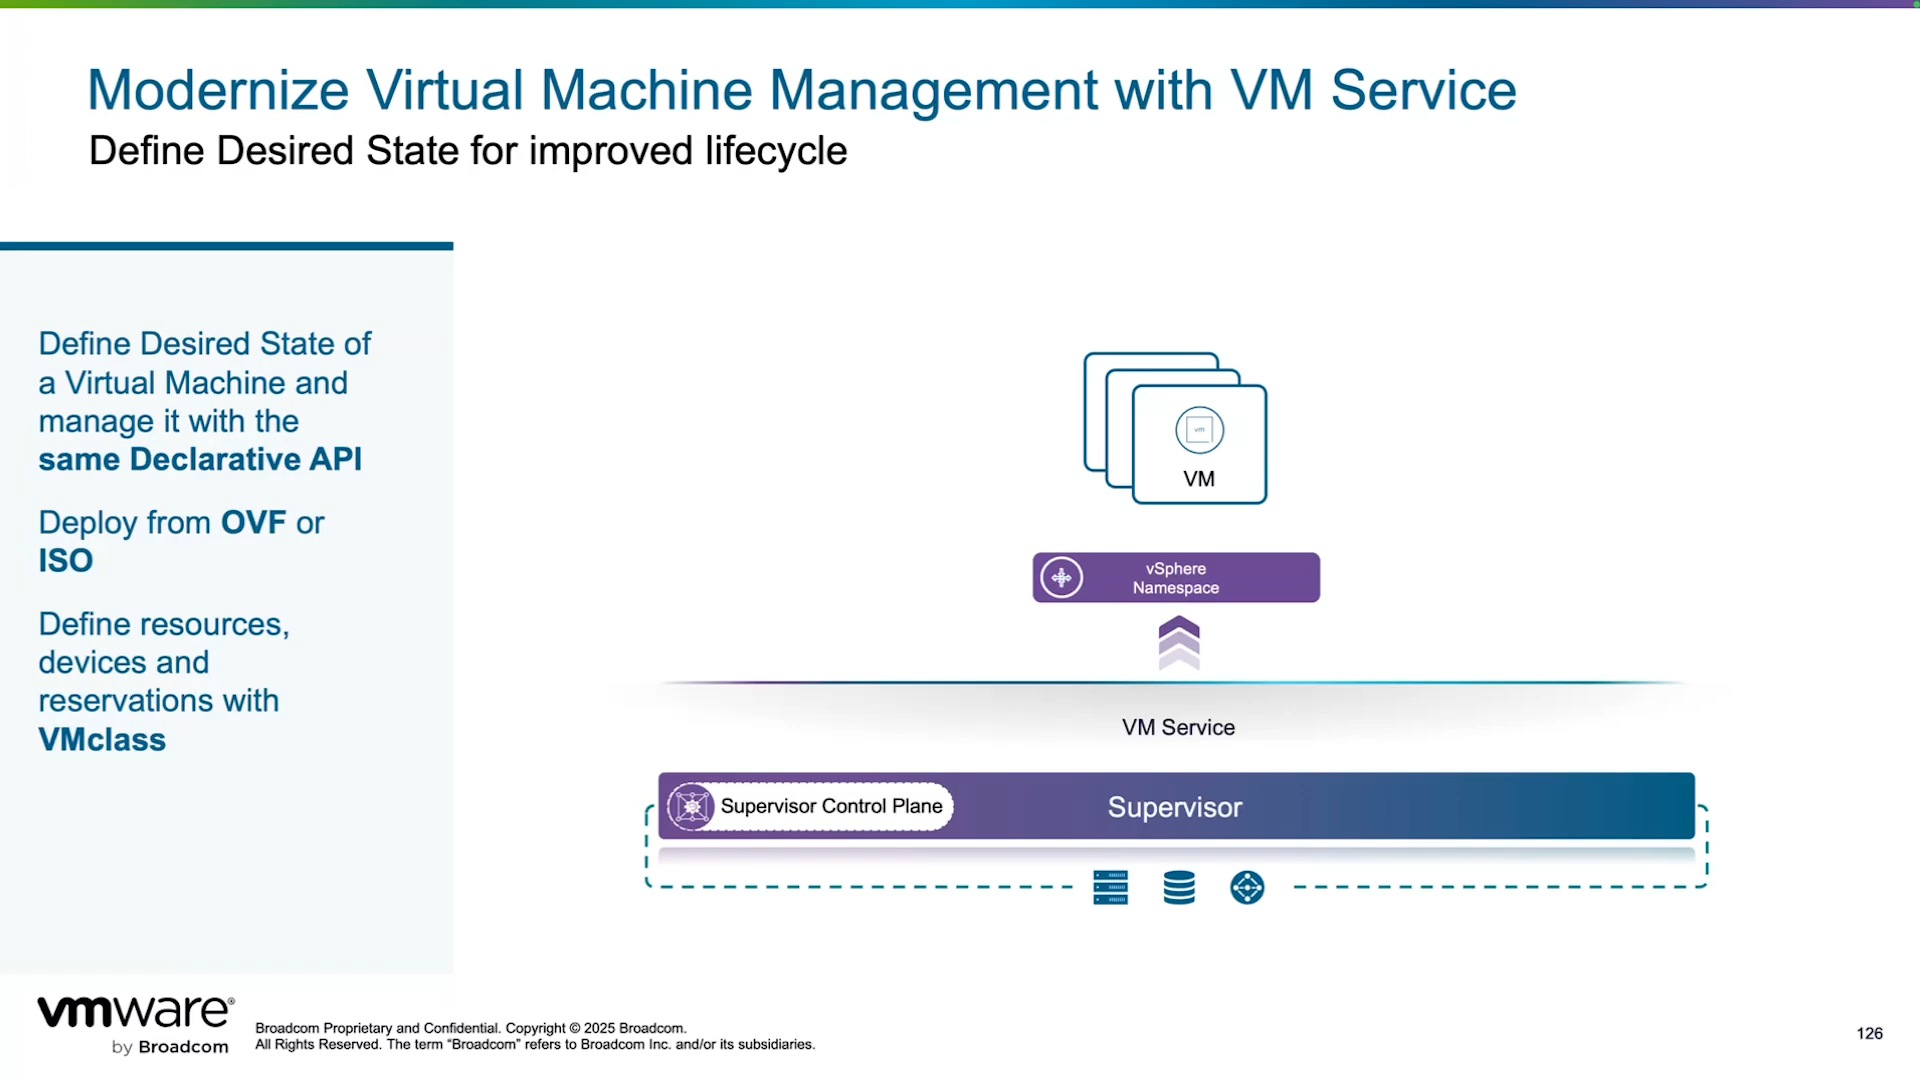 Modernize Virtual Machine Management with VM Service
Define Desired State for improved lifecycle
Define Desired State of
a Virtual Machine and
manage it with the
same Declarative API
Deploy from OVF or
ISO
Define resources,
devices and
reservations with
VMclass
vm
VM
vSphere
Namespace
VM Service
Supervisor Control Plane
Supervisor
vmware®
by Broadcom
Broadcom Proprietary and Confidential. Copyright © 2025 Broadcom.
All Rights Reserved. The term “Broadcom” refers to Broadcom Inc. and/or its subsidiaries.
126